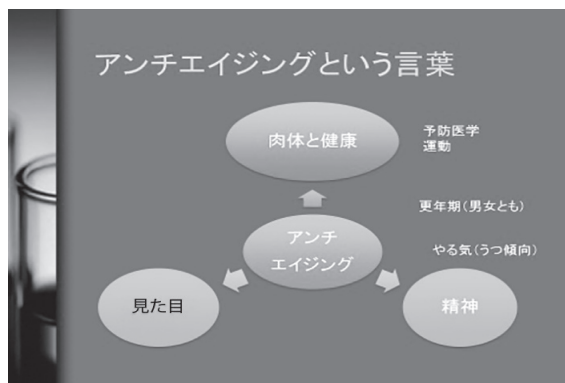 アンチエイジングという言葉
肉体と健康
予防医学
運動
更年期(男女とも)
アンチ
エイジング
やる気(うつ傾向)
見た目
精神